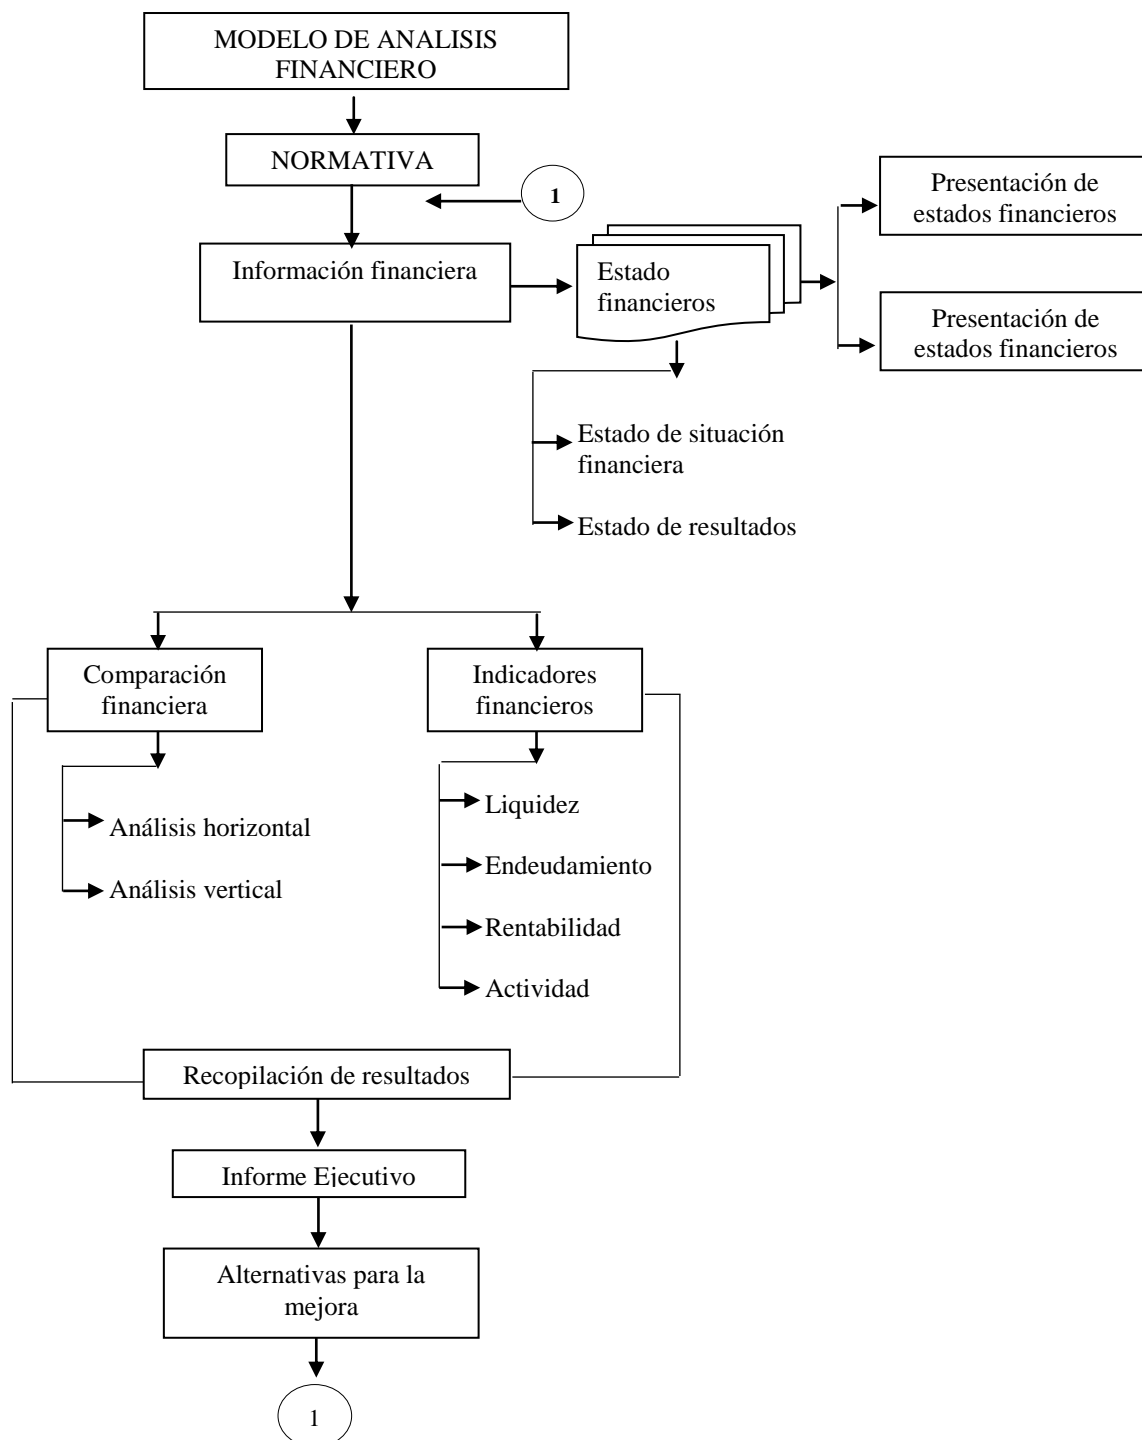 MODELO DE ANALISIS
FINANCIERO
NORMATIVA
1
Información financiera
Estado
financieros
Presentación de
estados financieros
Presentación de
estados financieros
Estado de situación
financiera
Estado de resultados
Comparación
financiera
Indicadores
financieros
Análisis horizontal
Análisis vertical
Liquidez
Endeudamiento
Rentabilidad
Actividad
Recopilación de resultados
Informe Ejecutivo
Alternativas para la
mejora
1